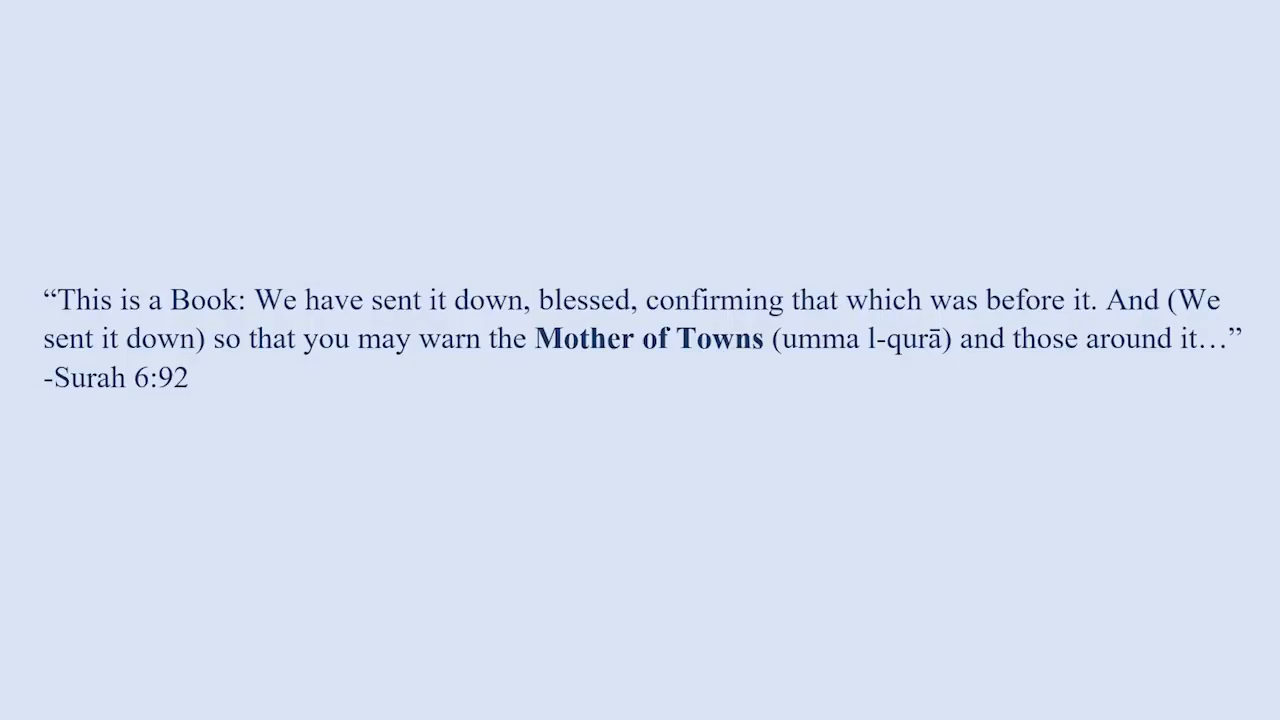 “This is a Book: We have sent it down, blessed, confirming that which was before it. And (We
sent it down) so that you may warn the Mother of Towns (umma l-qurā) and those around it…”
-Surah 6:92